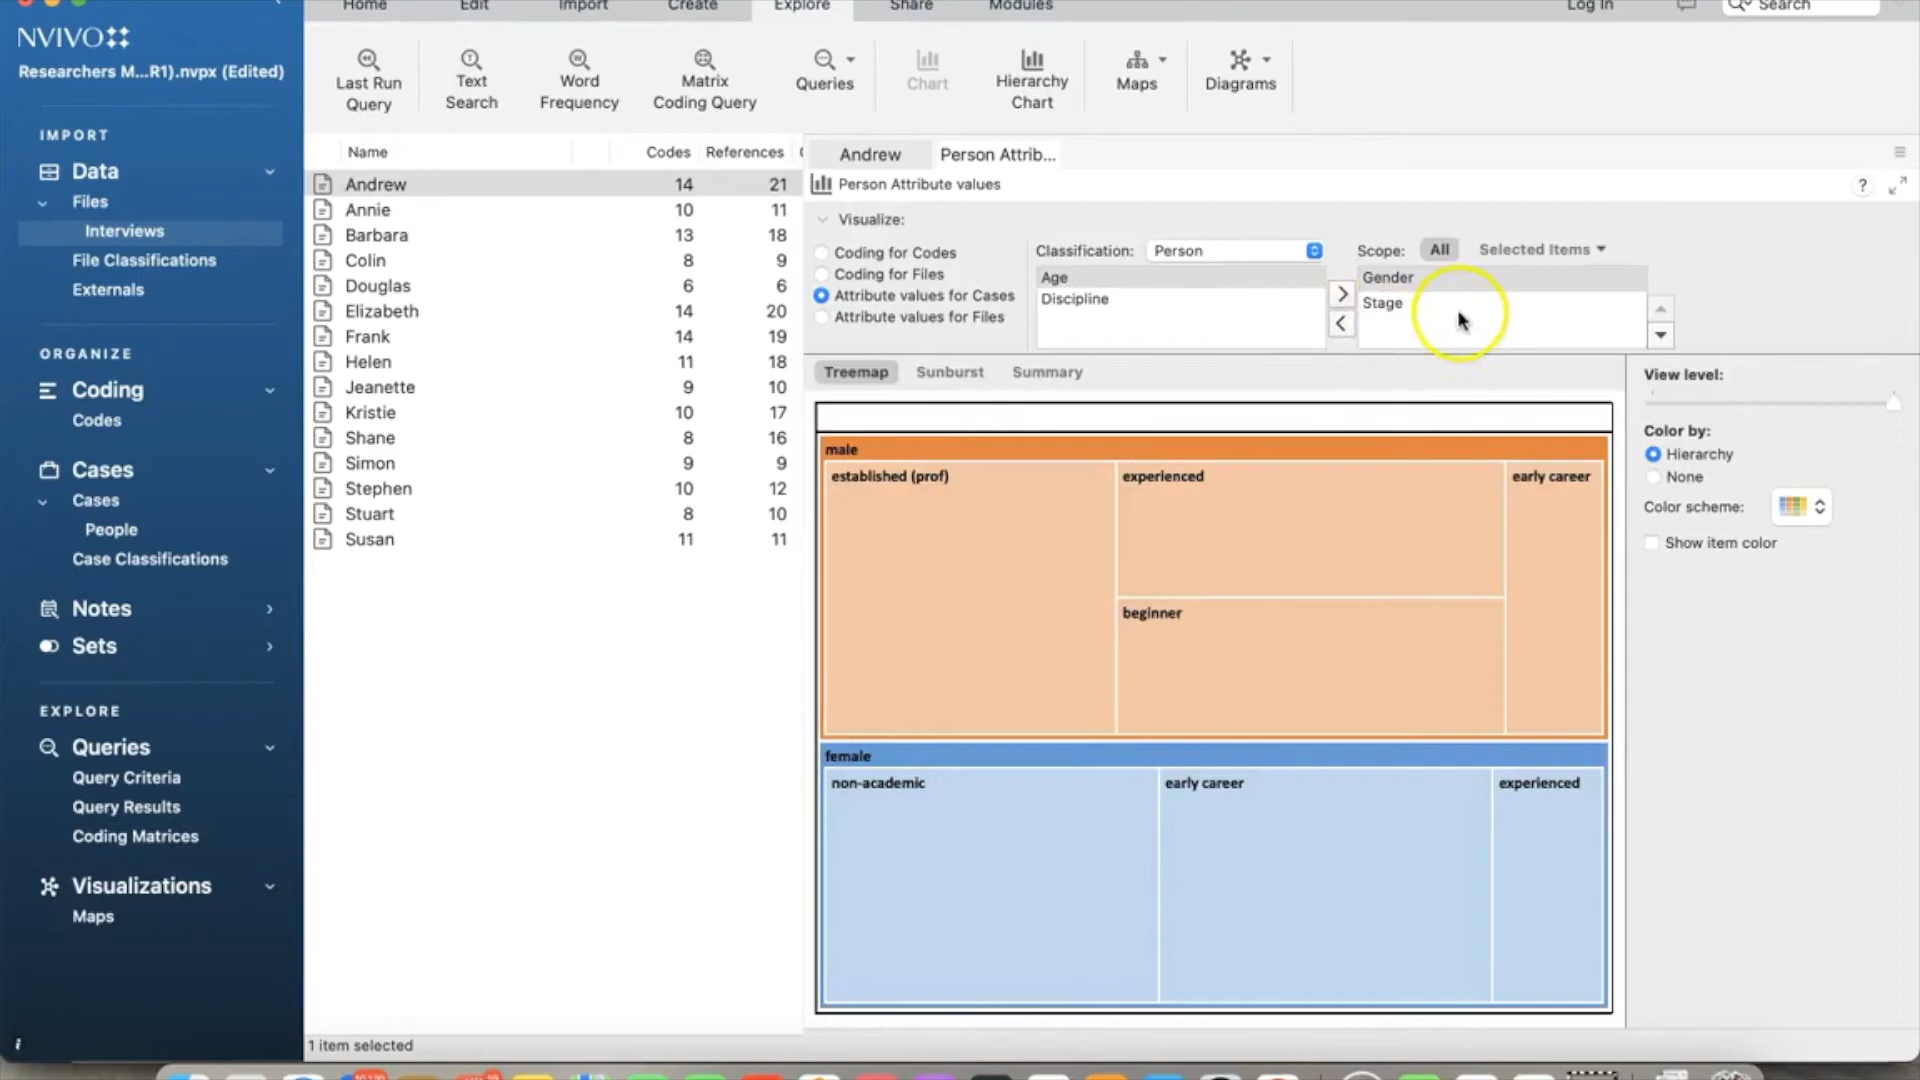 Home Edit Import Create Explore Share Modules Log In Search
NVIVO
Researchers M...R1).nvpx (Edited)
IMPORT
Data
Files
Interviews
File Classifications
Externals
ORGANIZE
Coding
Codes
Cases
Cases
People
Case Classifications
Notes
Sets
EXPLORE
Queries
Query Criteria
Query Results
Coding Matrices
Visualizations
Maps
Last Run Query
Text Search
Word Frequency
Matrix Coding Query
Queries
Chart
Hierarchy Chart
Maps
Diagrams
Name Codes References
Andrew 14 21
Annie 10 11
Barbara 13 18
Colin 8 9
Douglas 6 6
Elizabeth 14 20
Frank 14 19
Helen 11 18
Jeanette 9 10
Kristie 10 17
Shane 8 16
Simon 9 9
Stephen 10 12
Stuart 8 10
Susan 11 11
1 item selected
Andrew Person Attrib...
Person Attribute values ?
Visualize:
Coding for Codes
Coding for Files
Attribute values for Cases
Attribute values for Files
Classification: Person
Age
Discipline
Scope: All Selected Items
Gender
Stage
Treemap Sunburst Summary
male
established (prof) experienced early career
beginner
female
non-academic early career experienced
View level:
Color by:
Hierarchy
None
Color scheme:
Show item color